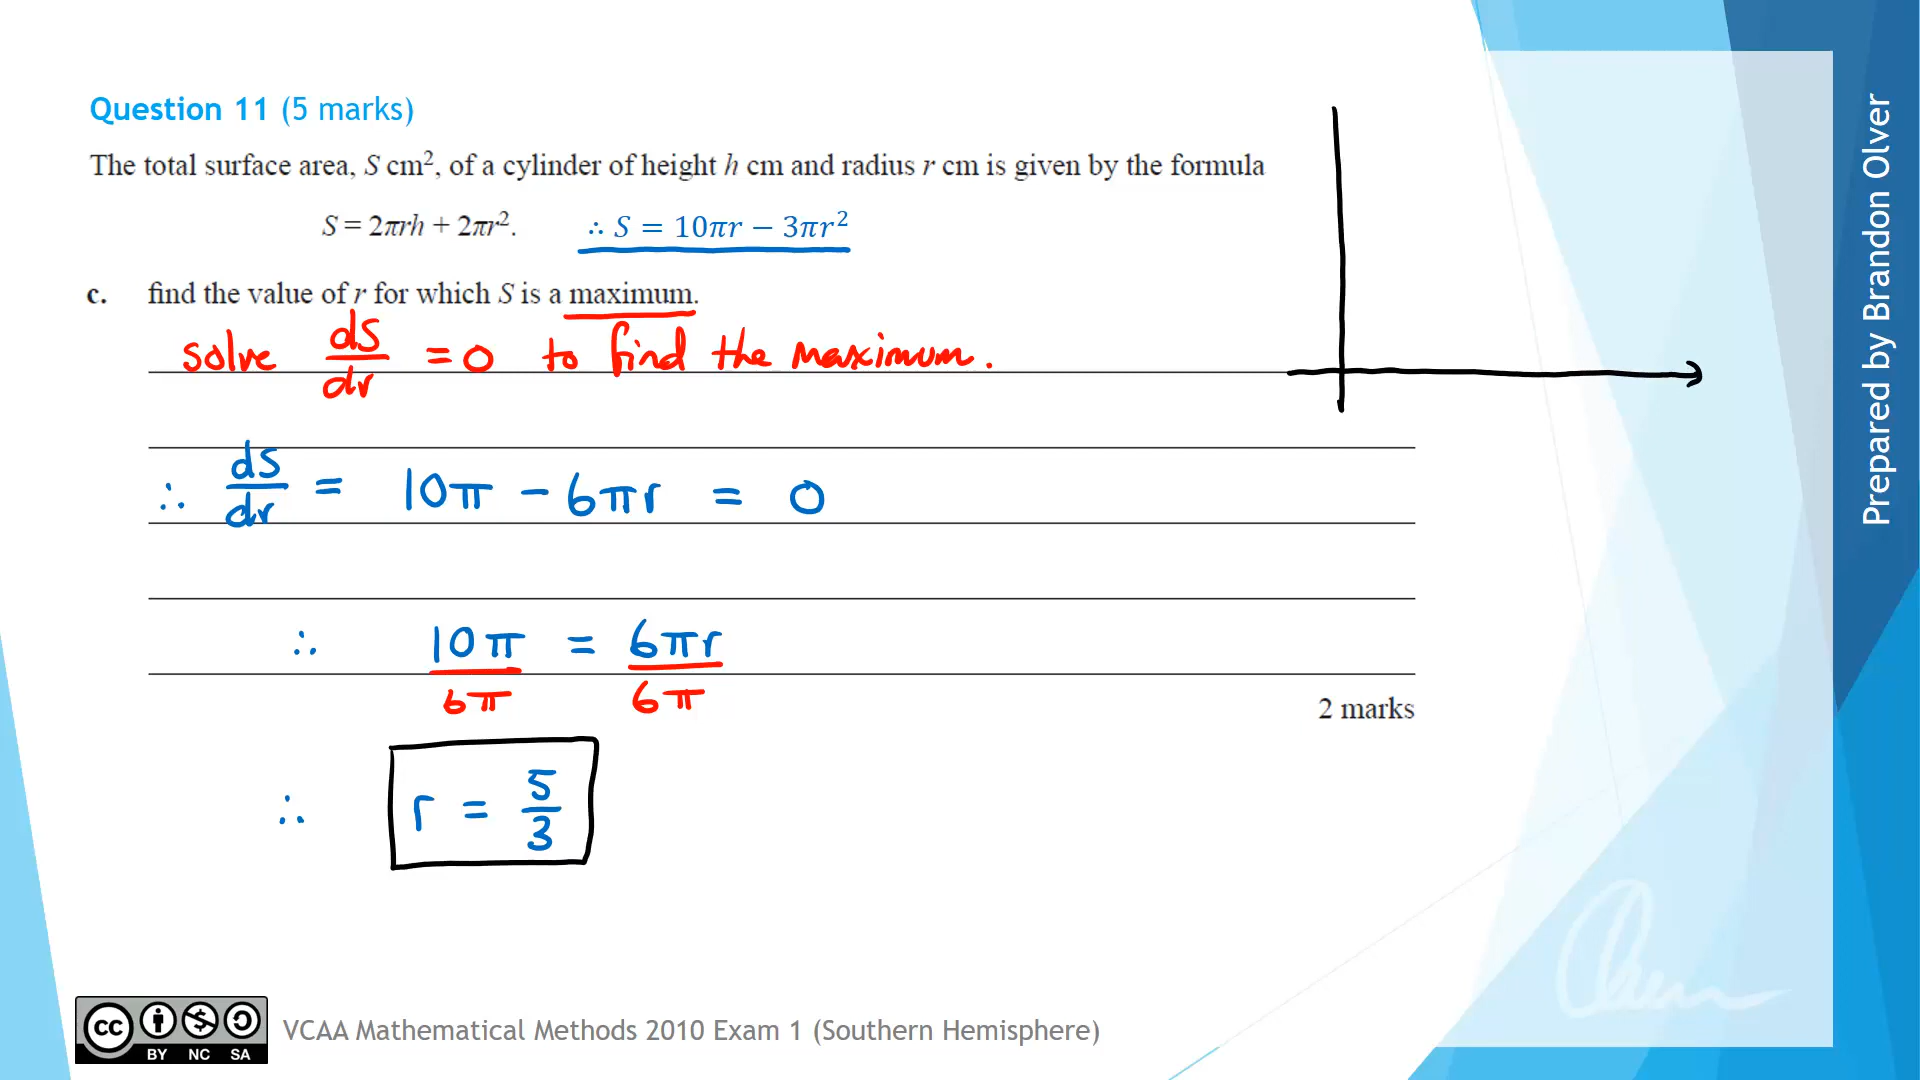 Question 11 (5 marks)
The total surface area, S cm², of a cylinder of height h cm and radius r cm is given by the formula
S = 2πrh + 2πr². ∴ S = 10πr − 3πr²
c. find the value of r for which S is a maximum.
solve dS/dr = 0 to find the maximum.
∴ dS/dr = 10π − 6πr = 0
∴ 10π/6π = 6πr/6π
2 marks
∴ r = 5/3
Prepared by Brandon Olver
cc BY NC SA
VCAA Mathematical Methods 2010 Exam 1 (Southern Hemisphere)